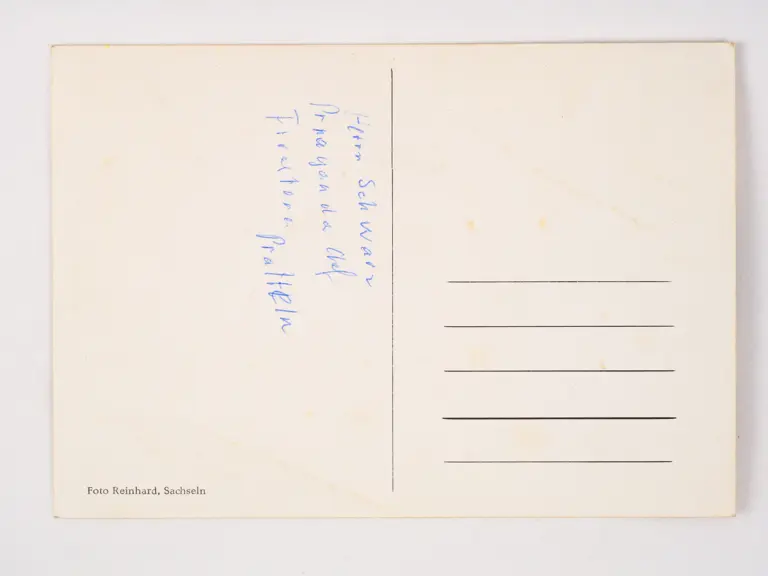 Herrn Schwarz
Propaganda Chef
Firestone Pratteln
Foto Reinhard, Sachseln